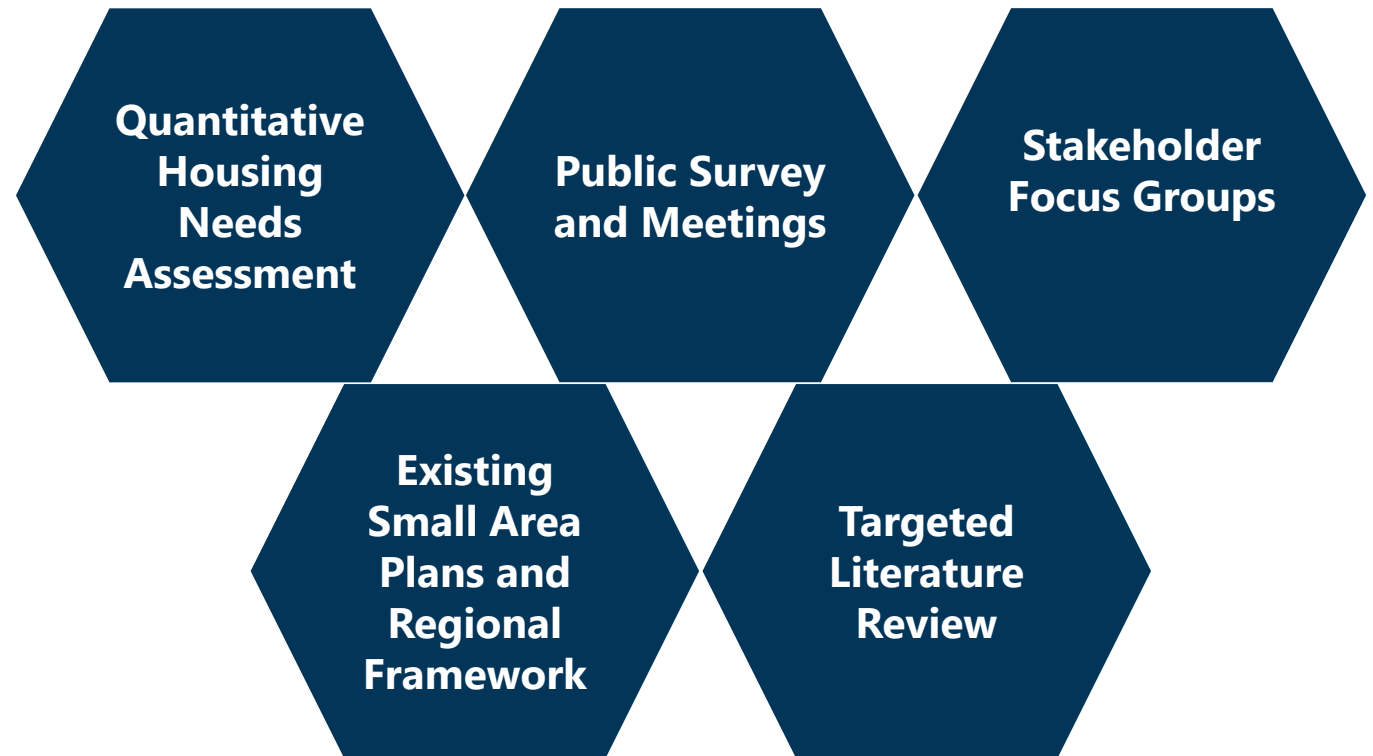 Quantitative
Housing
Needs
Assessment
Public Survey
and Meetings
Stakeholder
Focus Groups
Existing
Small Area
Plans and
Regional
Framework
Targeted
Literature
Review